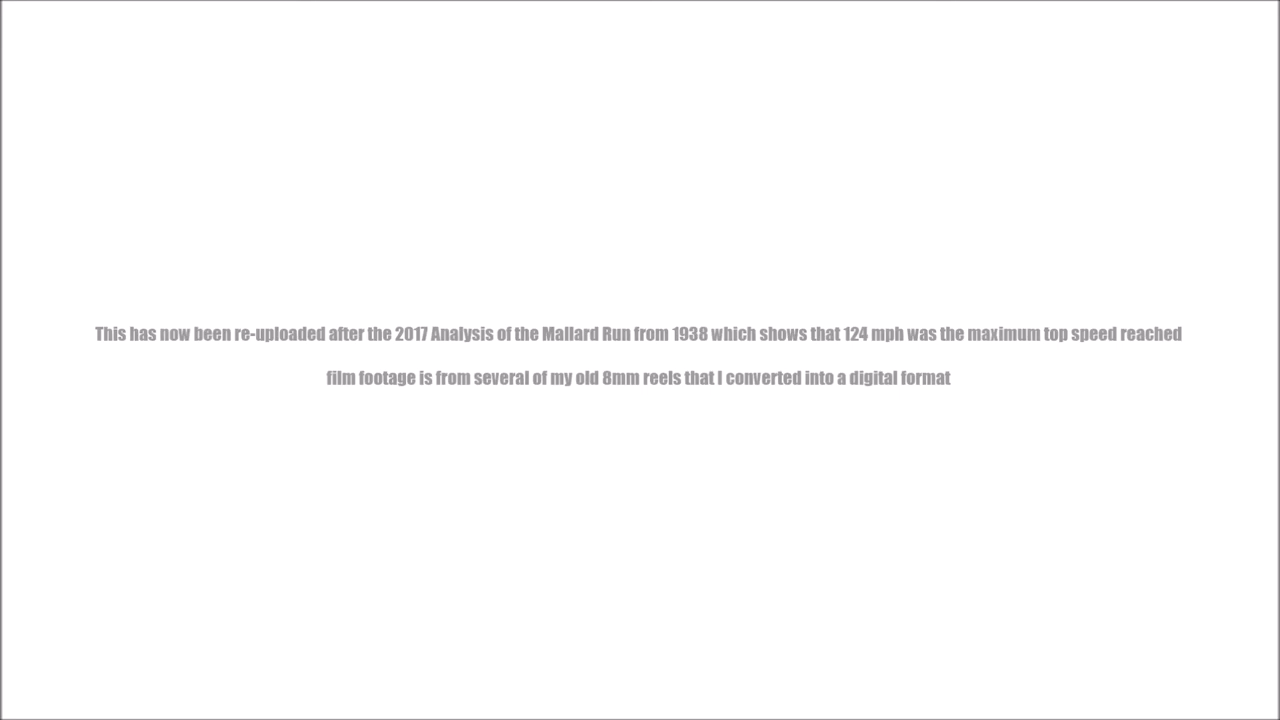 This has now been re-uploaded after the 2017 Analysis of the Mallard Run from 1938 which shows that 124 mph was the maximum top speed reached
film footage is from several of my old 8mm reels that I converted into a digital format